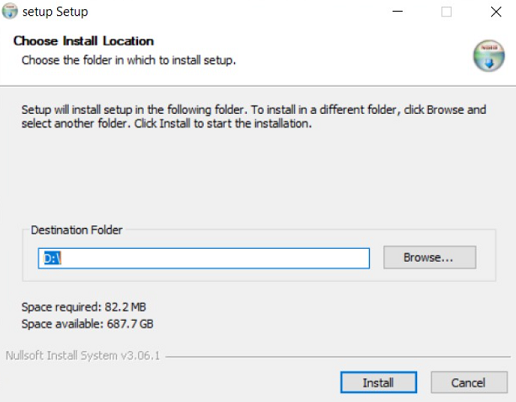 setup Setup
Choose Install Location
Choose the folder in which to install setup.
Setup will install setup in the following folder. To install in a different folder, click Browse and
select another folder. Click Install to start the installation.
Destination Folder
D:\
Browse...
Space required: 82.2 MB
Space available: 687.7 GB
Nullsoft Install System v3.06.1
Install
Cancel